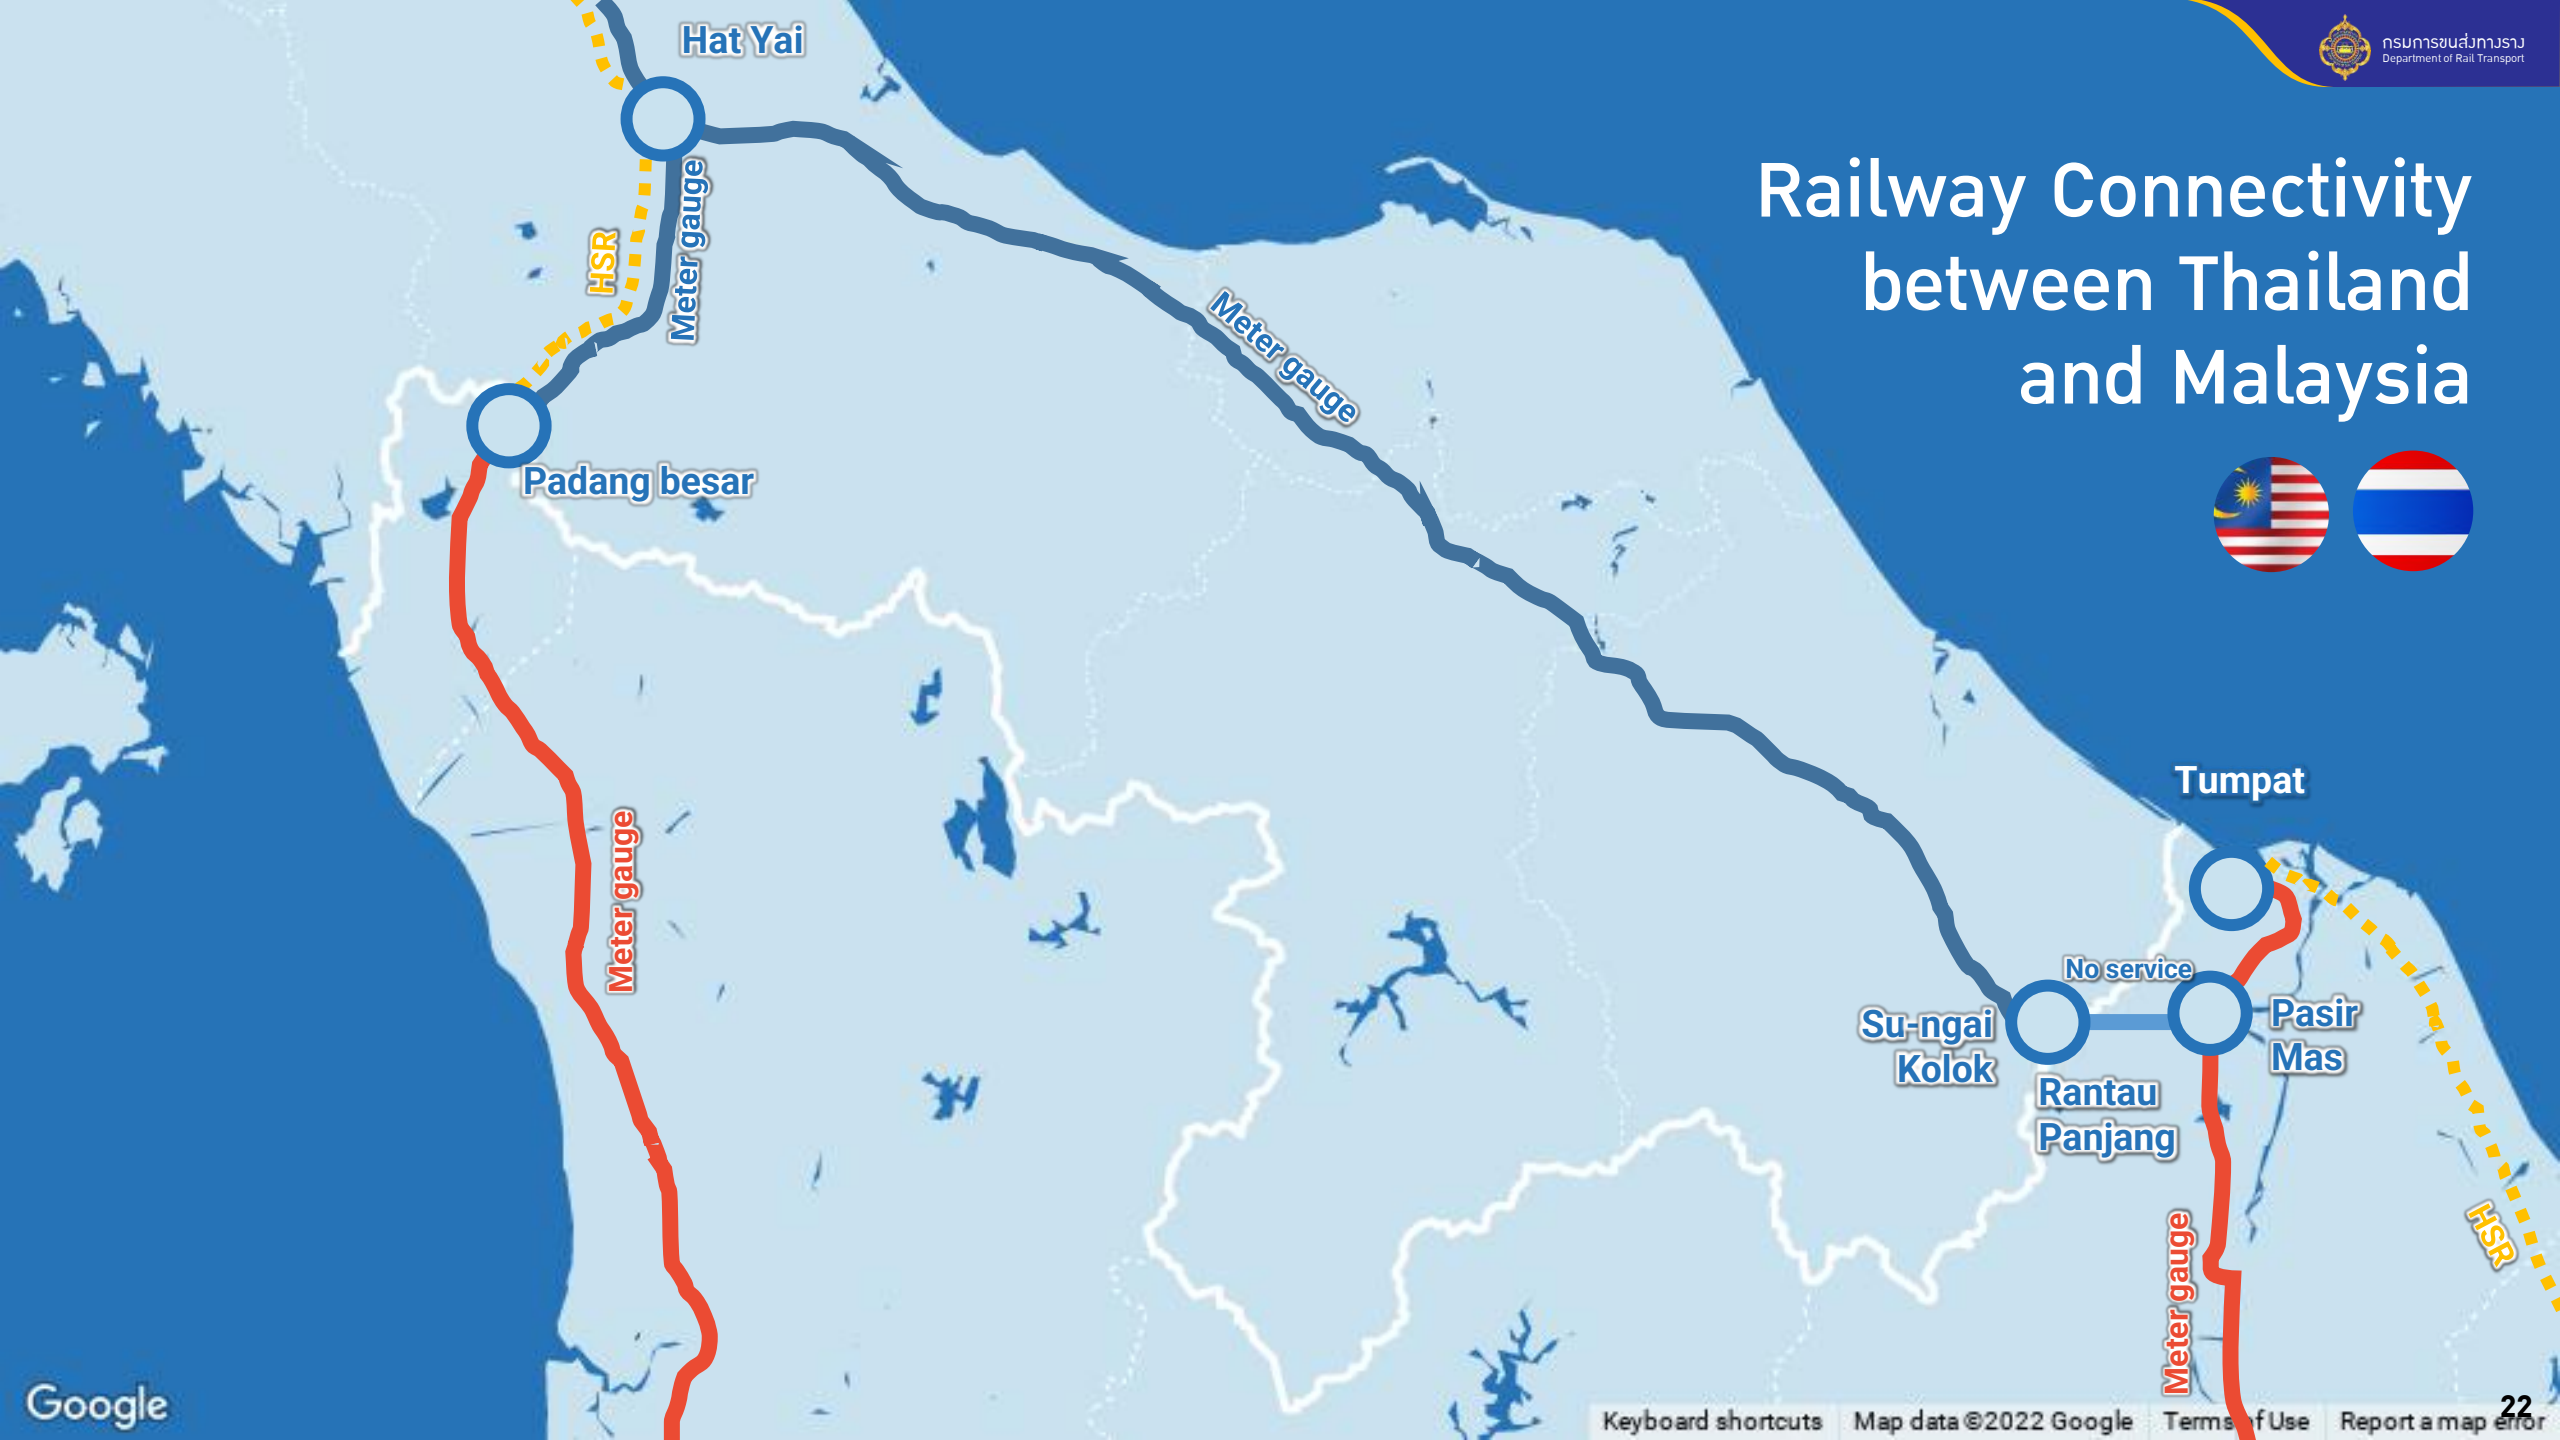 Hat Yai
กรมการขนส่งทางราง
Department of Rail Transport
Railway Connectivity
between Thailand
and Malaysia
HSR
Meter gauge
Meter gauge
Padang besar
Meter gauge
Tumpat
No service
Su-ngai
Kolok
Pasir
Mas
Rantau
Panjang
HSR
Meter gauge
Google
Keyboard shortcuts
Map data ©2022 Google
Terms of Use
Report a map error
22